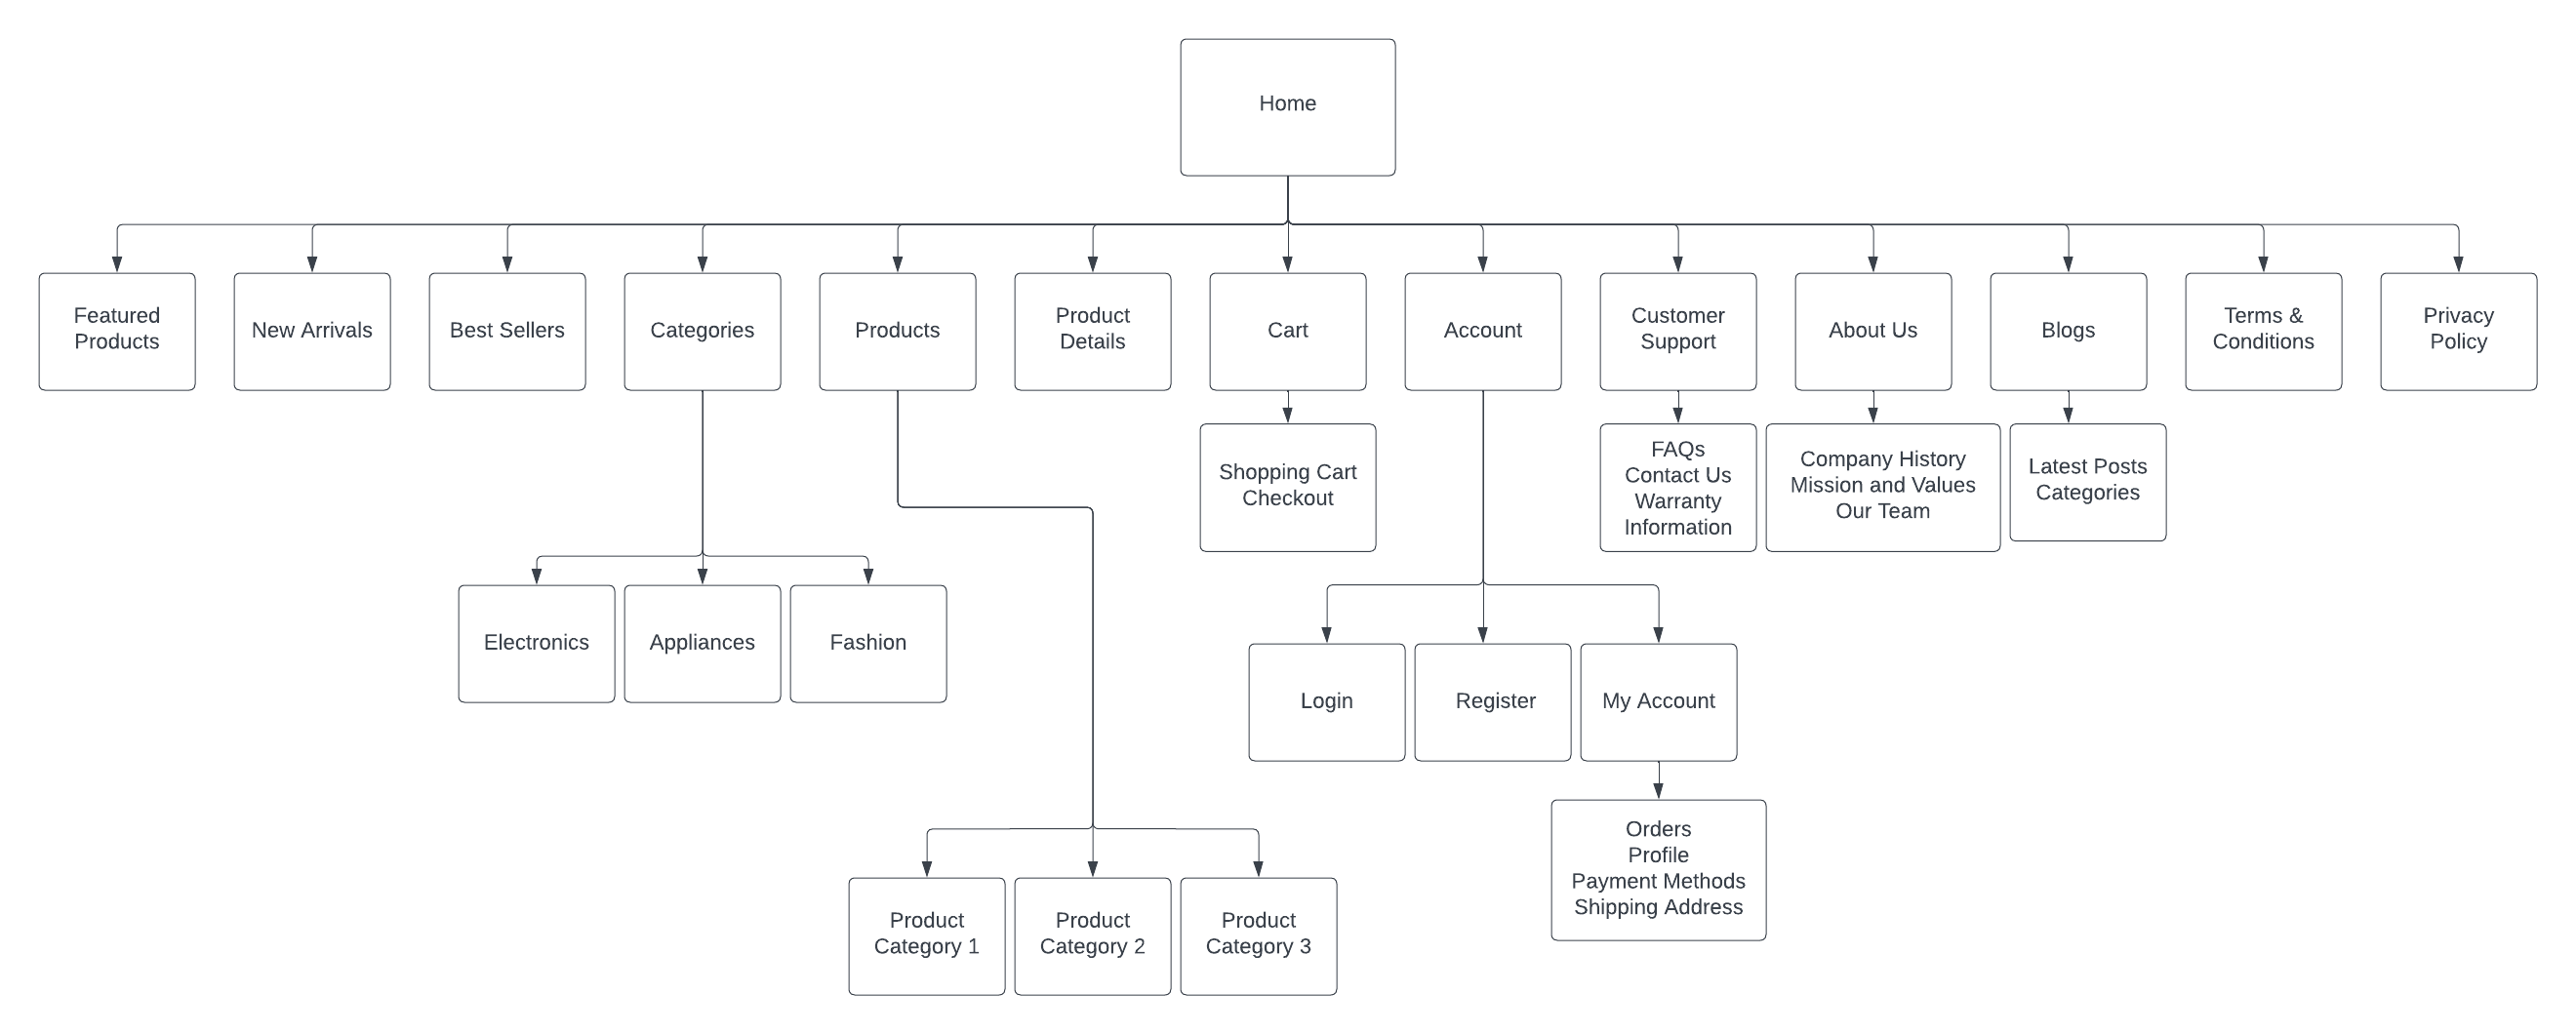 Home
Featured
Products
New Arrivals
Best Sellers
Categories
Products
Product
Details
Cart
Account
Customer
Support
About Us
Blogs
Terms &
Conditions
Privacy
Policy
Shopping Cart
Checkout
FAQs
Contact Us
Warranty
Information
Company History
Mission and Values
Our Team
Latest Posts
Categories
Electronics
Appliances
Fashion
Login
Register
My Account
Orders
Profile
Payment Methods
Shipping Address
Product
Category 1
Product
Category 2
Product
Category 3